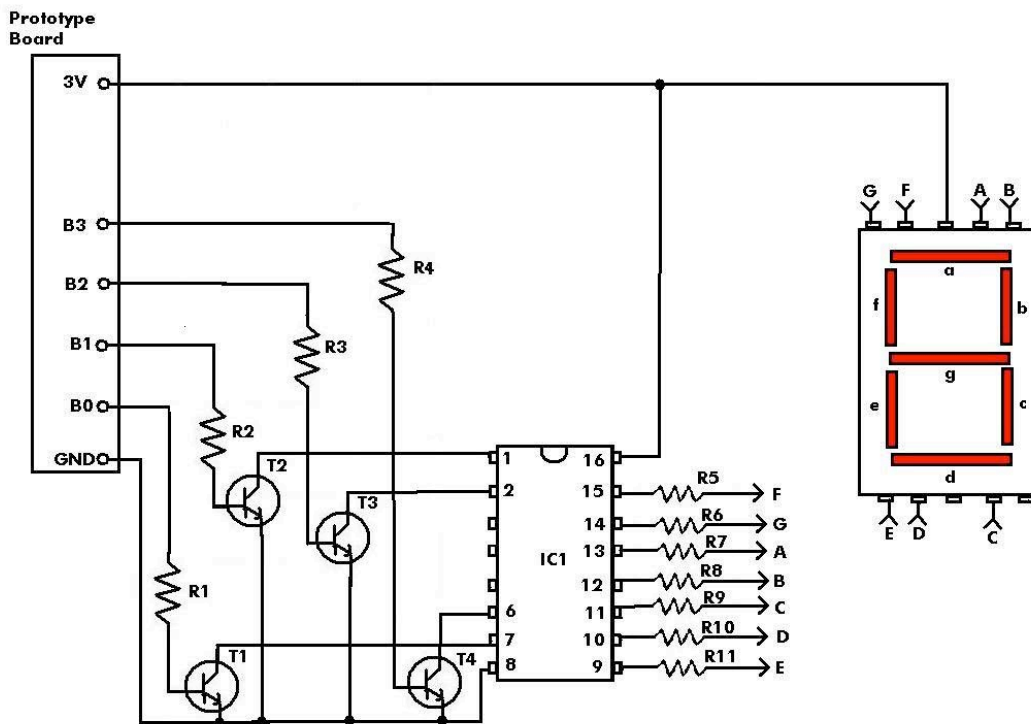 Prototype
Board
3V
B3
B2
B1
B0
GND
R4
R3
R2
R1
T2
T3
T1
T4
1
2
6
7
8
IC1
16
15
14
13
12
11
10
9
R5
R6
R7
R8
R9
R10
R11
F
G
A
B
C
D
E
G F A B
a
f b
g
e c
d
E D C